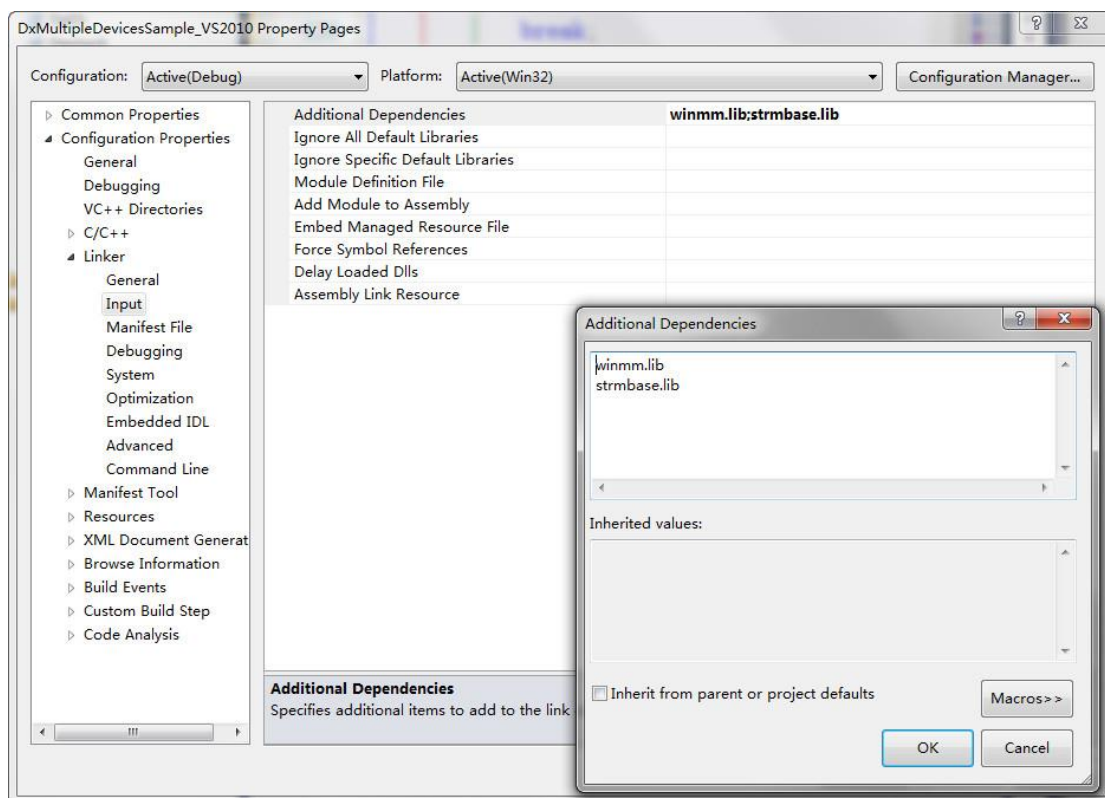 break;
DxMultipleDevicesSample_VS2010 Property Pages
Configuration: Active(Debug) Platform: Active(Win32) Configuration Manager...
Common Properties
Configuration Properties
General
Debugging
VC++ Directories
C/C++
Linker
General
Input
Manifest File
Debugging
System
Optimization
Embedded IDL
Advanced
Command Line
Manifest Tool
Resources
XML Document Generat
Browse Information
Build Events
Custom Build Step
Code Analysis
Additional Dependencies winmm.lib;strmbase.lib
Ignore All Default Libraries
Ignore Specific Default Libraries
Module Definition File
Add Module to Assembly
Embed Managed Resource File
Force Symbol References
Delay Loaded Dlls
Assembly Link Resource
Additional Dependencies
Specifies additional items to add to the link
Additional Dependencies
winmm.lib
strmbase.lib
Inherited values:
Inherit from parent or project defaults
Macros>>
OK Cancel